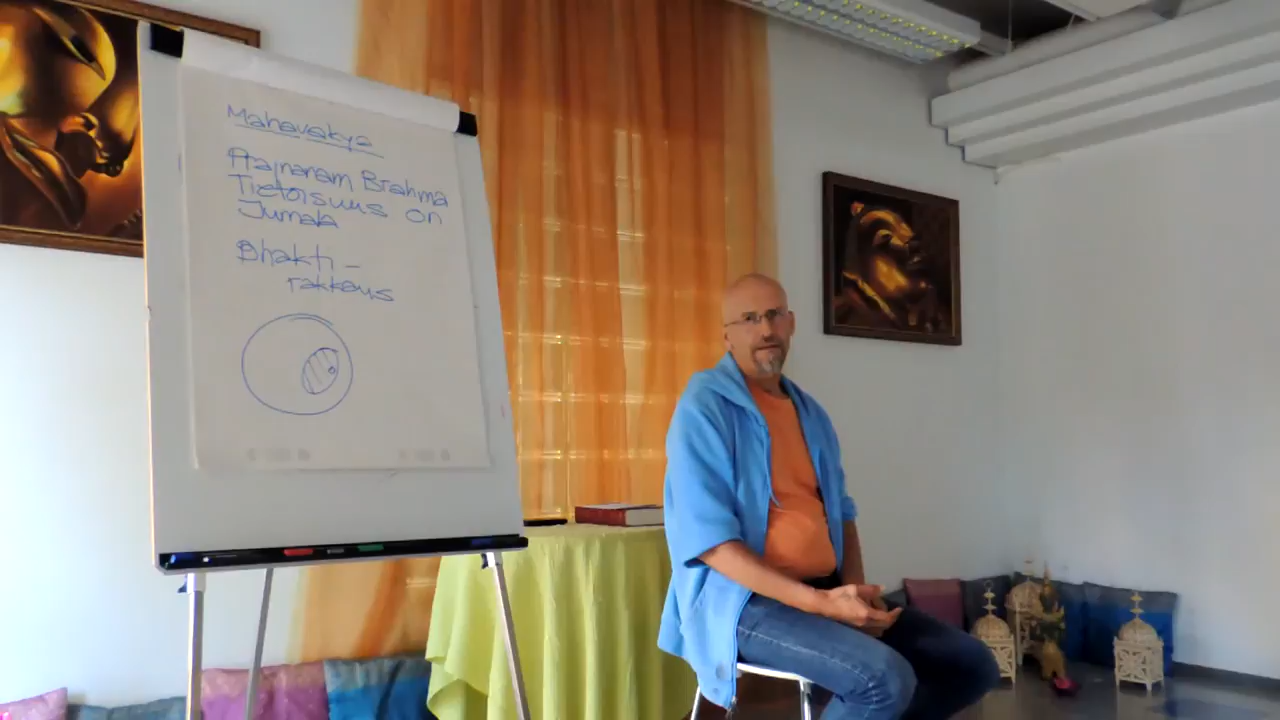 Mahavakya
Prajnanam Brahma
Tietoisuus on
Jumala
Bhakti -
rakkaus